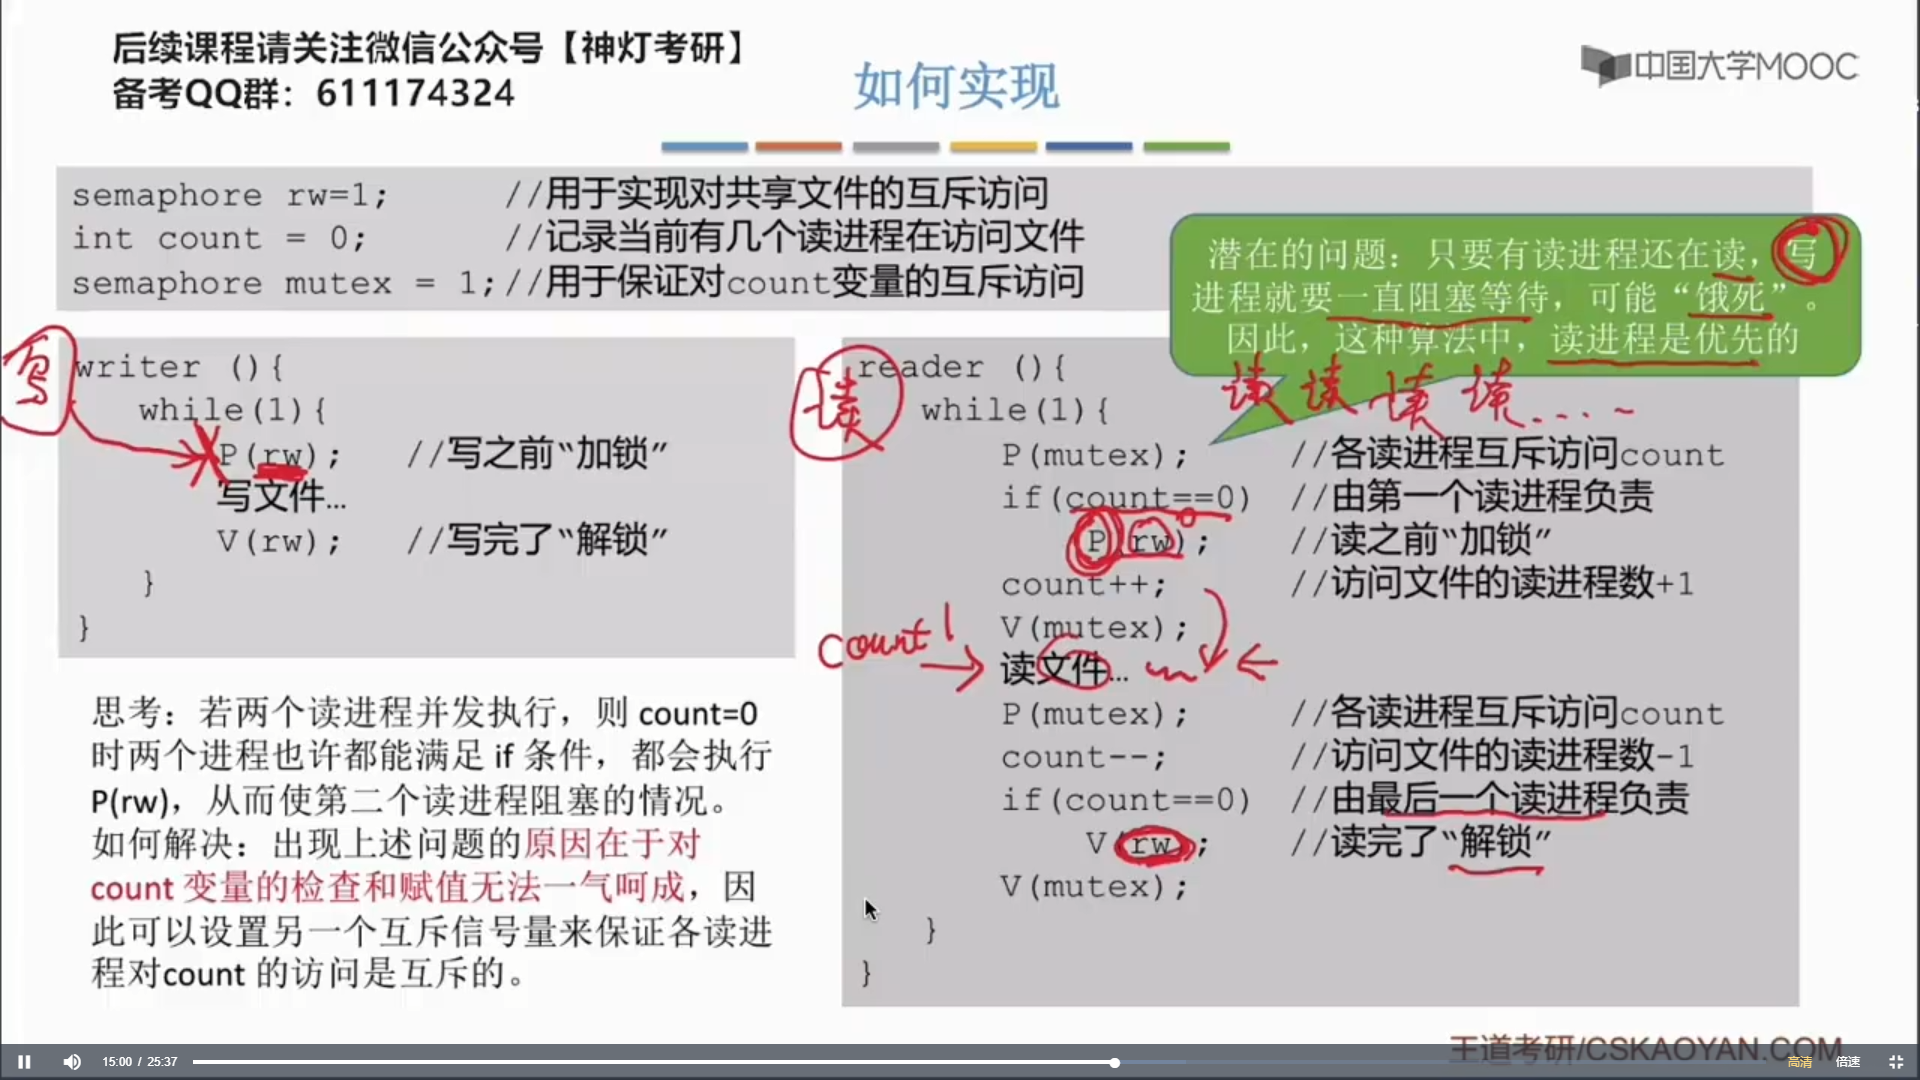 后续课程请关注微信公众号【神灯考研】
备考QQ群：611174324
如何实现
中国大学MOOC
semaphore rw=1; //用于实现对共享文件的互斥访问
int count = 0; //记录当前有几个读进程在访问文件
semaphore mutex = 1; //用于保证对count变量的互斥访问
潜在的问题：只要有读进程还在读，写
进程就要一直阻塞等待，可能“饿死”。
因此，这种算法中，读进程是优先的
读 读 读 读....
写
writer (){
while(1){
P(rw); //写之前“加锁”
写文件…
V(rw); //写完了“解锁”
}
}
读
reader (){
while(1){
P(mutex); //各读进程互斥访问count
if(count==0) //由第一个读进程负责
P(rw); //读之前“加锁”
count++; //访问文件的读进程数+1
V(mutex);
count 1
读文件…
P(mutex); //各读进程互斥访问count
count--; //访问文件的读进程数-1
if(count==0) //由最后一个读进程负责
V(rw); //读完了“解锁”
V(mutex);
}
}
思考：若两个读进程并发执行，则 count=0
时两个进程也许都能满足 if 条件，都会执行
P(rw)，从而使第二个读进程阻塞的情况。
如何解决：出现上述问题的原因在于对
count 变量的检查和赋值无法一气呵成，因
此可以设置另一个互斥信号量来保证各读进
程对count 的访问是互斥的。
王道考研/CSKAOYAN.COM
15:00 / 25:37
高清 倍速